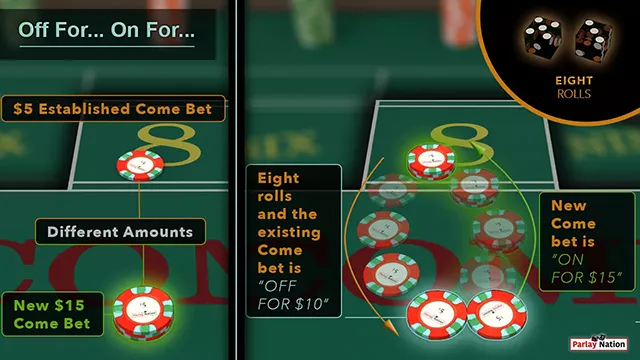 Off For... On For...
$5 Established Come Bet
8
Different Amounts
New $15
Come Bet
COME
8
EIGHT
ROLLS
Eight
rolls
and the
existing
Come
bet is
"OFF
FOR $10"
New
Come
bet is
"ON
FOR $15"
Parlay Nation